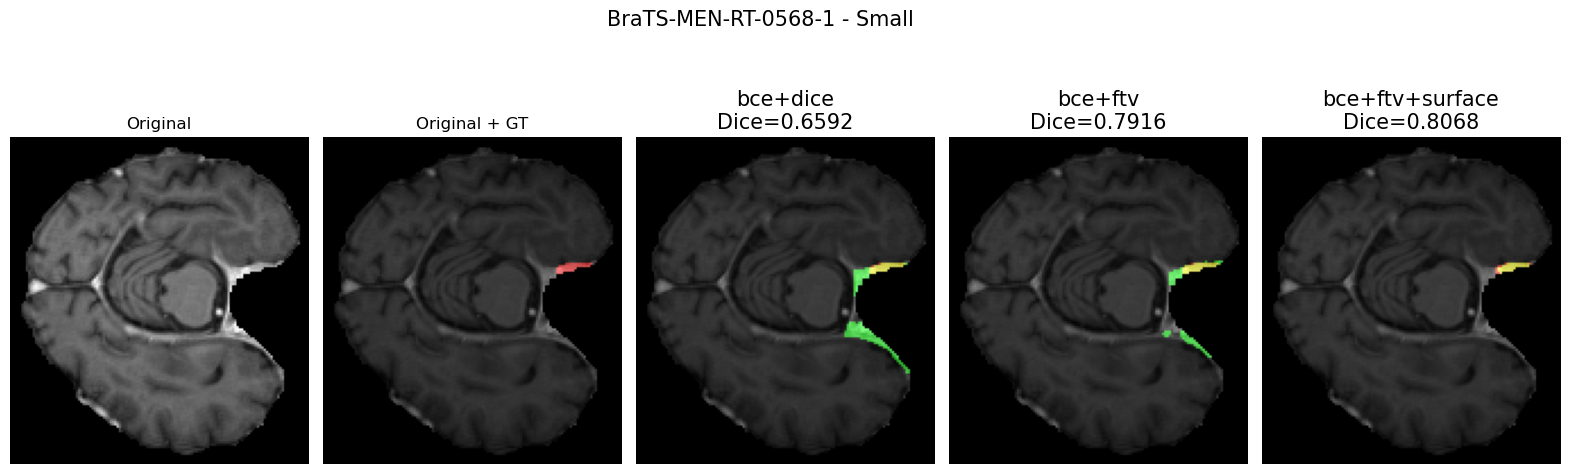 BraTS-MEN-RT-0568-1 - Small
Original
Original + GT
bce+dice
Dice=0.6592
bce+ftv
Dice=0.7916
bce+ftv+surface
Dice=0.8068